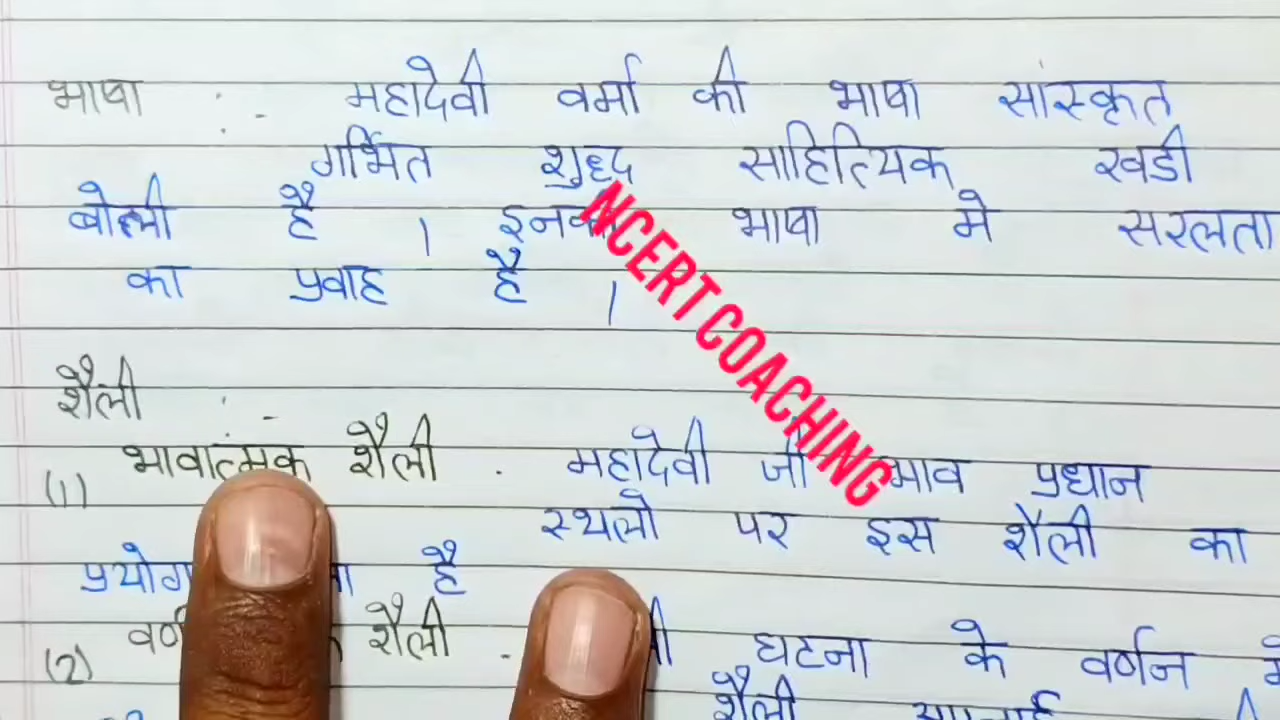 भाषा :- महादेवी वर्मा की भाषा सांस्कृत
गर्भित शुद्ध साहित्यिक खडी
बोली है । भाषा मे सरलता
का प्रवाह है ।
शैली :-
(1) भावात्मक शैली - महादेवी जी भाव प्रधान
स्थलो पर इस शैली का
है
(2) शैली - घटना के वर्णन मे
शैली
NCERT COACHING